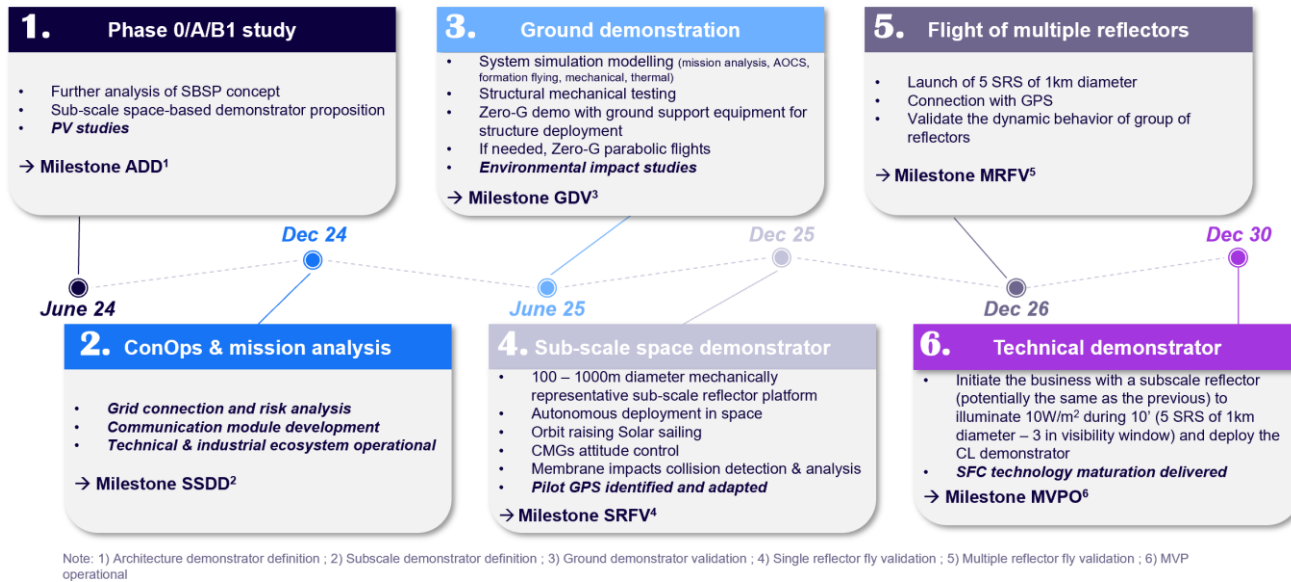 1. Phase 0/A/B1 study
• Further analysis of SBSP concept
• Sub-scale space-based demonstrator proposition
• PV studies
→ Milestone ADD¹
3. Ground demonstration
• System simulation modelling (mission analysis, AOCS,
formation flying, mechanical, thermal)
• Structural mechanical testing
• Zero-G demo with ground support equipment for
structure deployment
• If needed, Zero-G parabolic flights
• Environmental impact studies
→ Milestone GDV³
5. Flight of multiple reflectors
• Launch of 5 SRS of 1km diameter
• Connection with GPS
• Validate the dynamic behavior of group of
reflectors
→ Milestone MRFV⁵
June 24
Dec 24
June 25
Dec 25
Dec 26
Dec 30
2. ConOps & mission analysis
• Grid connection and risk analysis
• Communication module development
• Technical & industrial ecosystem operational
→ Milestone SSDD²
4. Sub-scale space demonstrator
• 100 – 1000m diameter mechanically
representative sub-scale reflector platform
• Autonomous deployment in space
• Orbit raising Solar sailing
• CMGs attitude control
• Membrane impacts collision detection & analysis
• Pilot GPS identified and adapted
→ Milestone SRFV⁴
6. Technical demonstrator
• Initiate the business with a subscale reflector
(potentially the same as the previous) to
illuminate 10W/m² during 10' (5 SRS of 1km
diameter – 3 in visibility window) and deploy the
CL demonstrator
• SFC technology maturation delivered
→ Milestone MVPO⁶
Note: 1) Architecture demonstrator definition ; 2) Subscale demonstrator definition ; 3) Ground demonstrator validation ; 4) Single reflector fly validation ; 5) Multiple reflector fly validation ; 6) MVP
operational